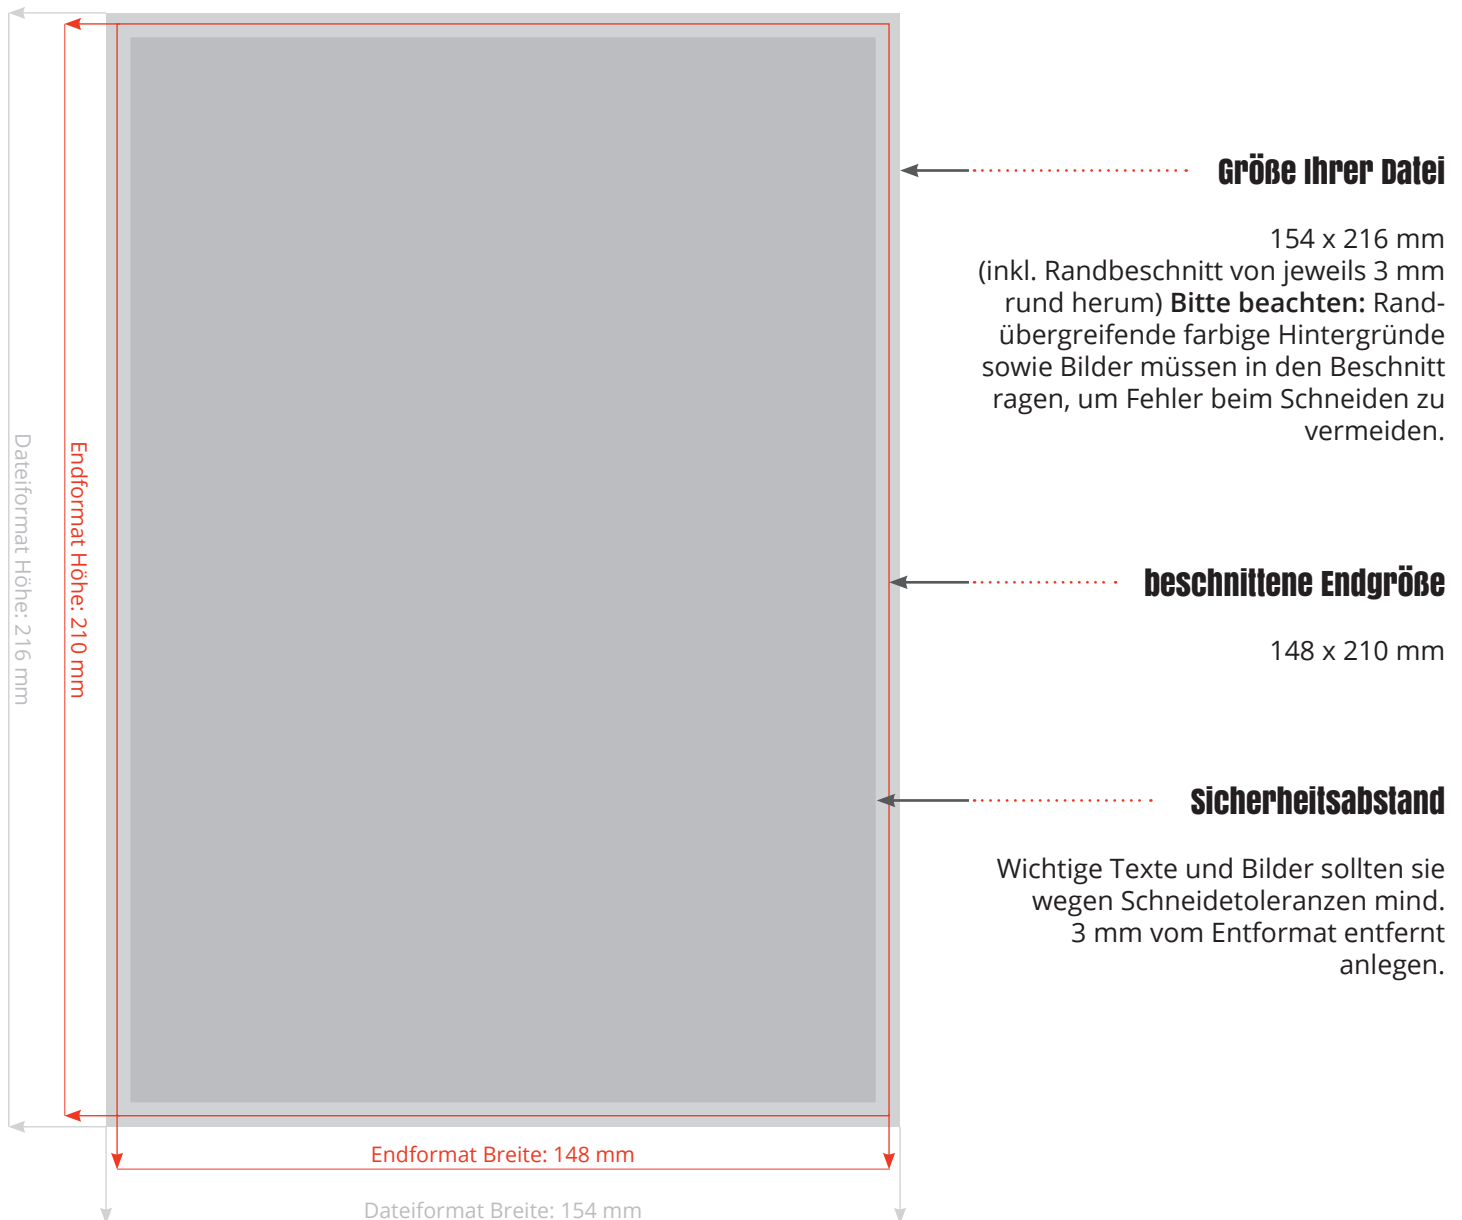 Größe Ihrer Datei
154 x 216 mm
(inkl. Randbeschnitt von jeweils 3 mm
rund herum) Bitte beachten: Rand-
übergreifende farbige Hintergründe
sowie Bilder müssen in den Beschnitt
ragen, um Fehler beim Schneiden zu
vermeiden.
Dateiformat Höhe: 216 mm
Endformat Höhe: 210 mm
beschnittene Endgröße
148 x 210 mm
Sicherheitsabstand
Wichtige Texte und Bilder sollten sie
wegen Schneidetoleranzen mind.
3 mm vom Entformat entfernt
anlegen.
Endformat Breite: 148 mm
Dateiformat Breite: 154 mm